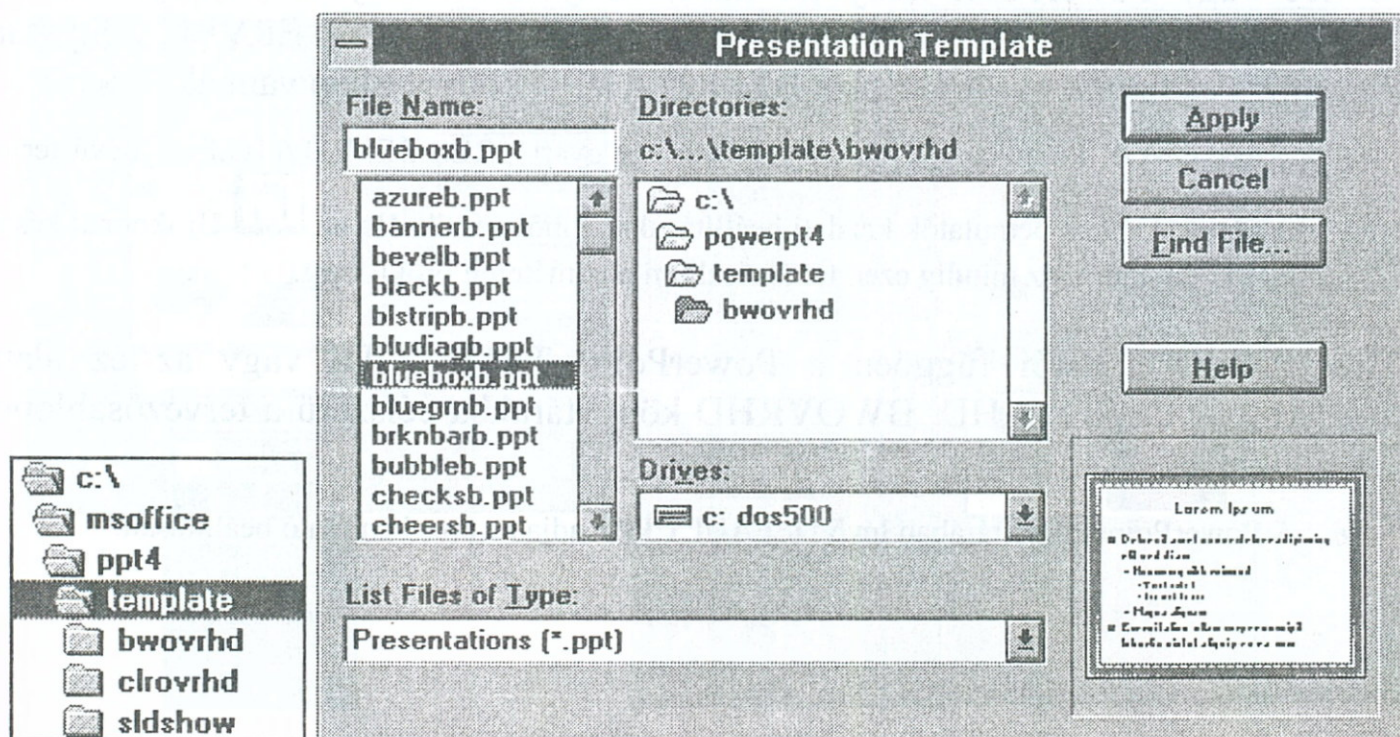 Presentation Template
File Name:
blueboxb.ppt
azureb.ppt
bannerb.ppt
bevelb.ppt
blackb.ppt
blstripb.ppt
bludiagb.ppt
blueboxb.ppt
bluegrnb.ppt
brknbarb.ppt
bubbleb.ppt
checksb.ppt
cheersb.ppt
Directories:
c:\...\template\bwovrhd
c:\
powerpt4
template
bwovrhd
Drives:
c: dos500
List Files of Type:
Presentations (*.ppt)
Apply
Cancel
Find File...
Help
c:\
msoffice
ppt4
template
bwovrhd
clrovrhd
sldshow